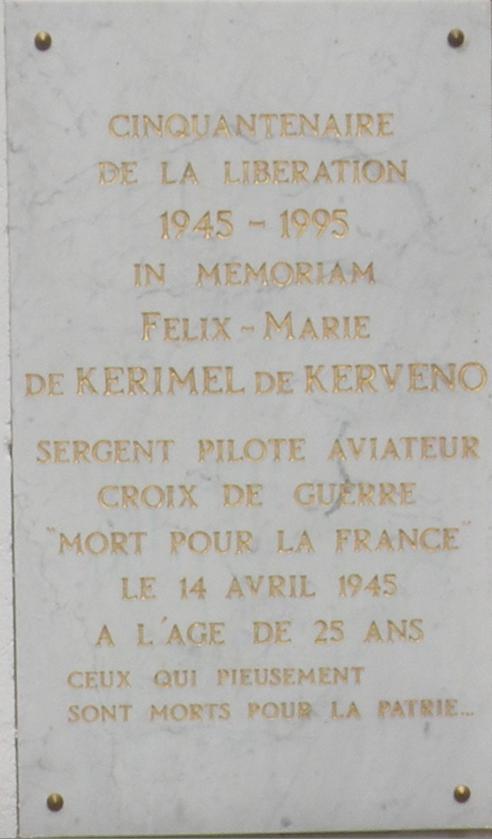 CINQUANTENAIRE
DE LA LIBERATION
1945 - 1995
IN MEMORIAM
FELIX - MARIE
DE KERIMEL DE KERVENO
SERGENT PILOTE AVIATEUR
CROIX DE GUERRE
"MORT POUR LA FRANCE"
LE 14 AVRIL 1945
A L'AGE DE 25 ANS
CEUX QUI PIEUSEMENT
SONT MORTS POUR LA PATRIE...